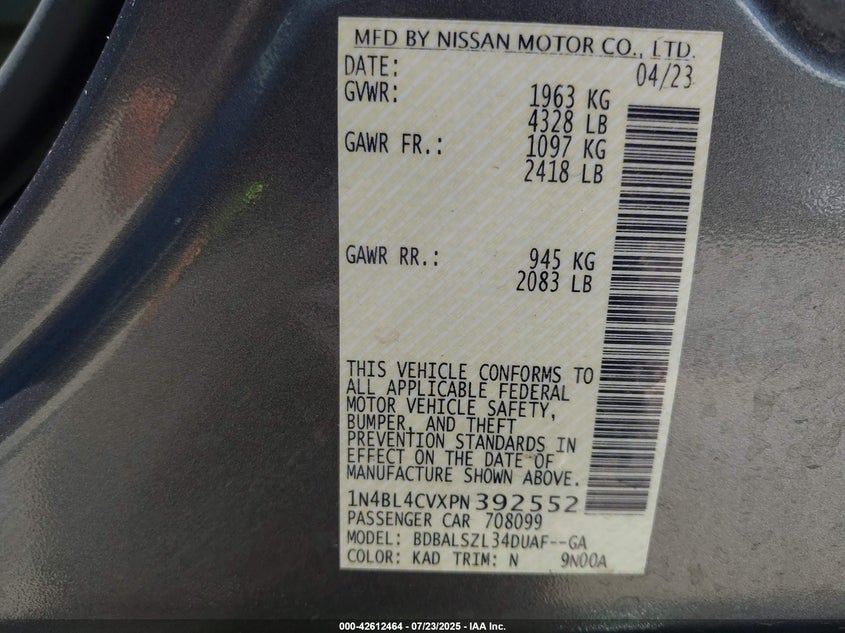 MFD BY NISSAN MOTOR CO., LTD.
DATE: 04/23
GVWR: 1963 KG
4328 LB
GAWR FR.: 1097 KG
2418 LB
GAWR RR.: 945 KG
2083 LB
THIS VEHICLE CONFORMS TO
ALL APPLICABLE FEDERAL
MOTOR VEHICLE SAFETY,
BUMPER, AND THEFT
PREVENTION STANDARDS IN
EFFECT ON THE DATE OF
MANUFACTURE SHOWN ABOVE.
1N4BL4CVXPN392552
PASSENGER CAR 708099
MODEL: BDBALSZL34DUAF--GA
COLOR: KAD TRIM: N 9N00A
000-42612464 - 07/23/2025 - IAA Inc.